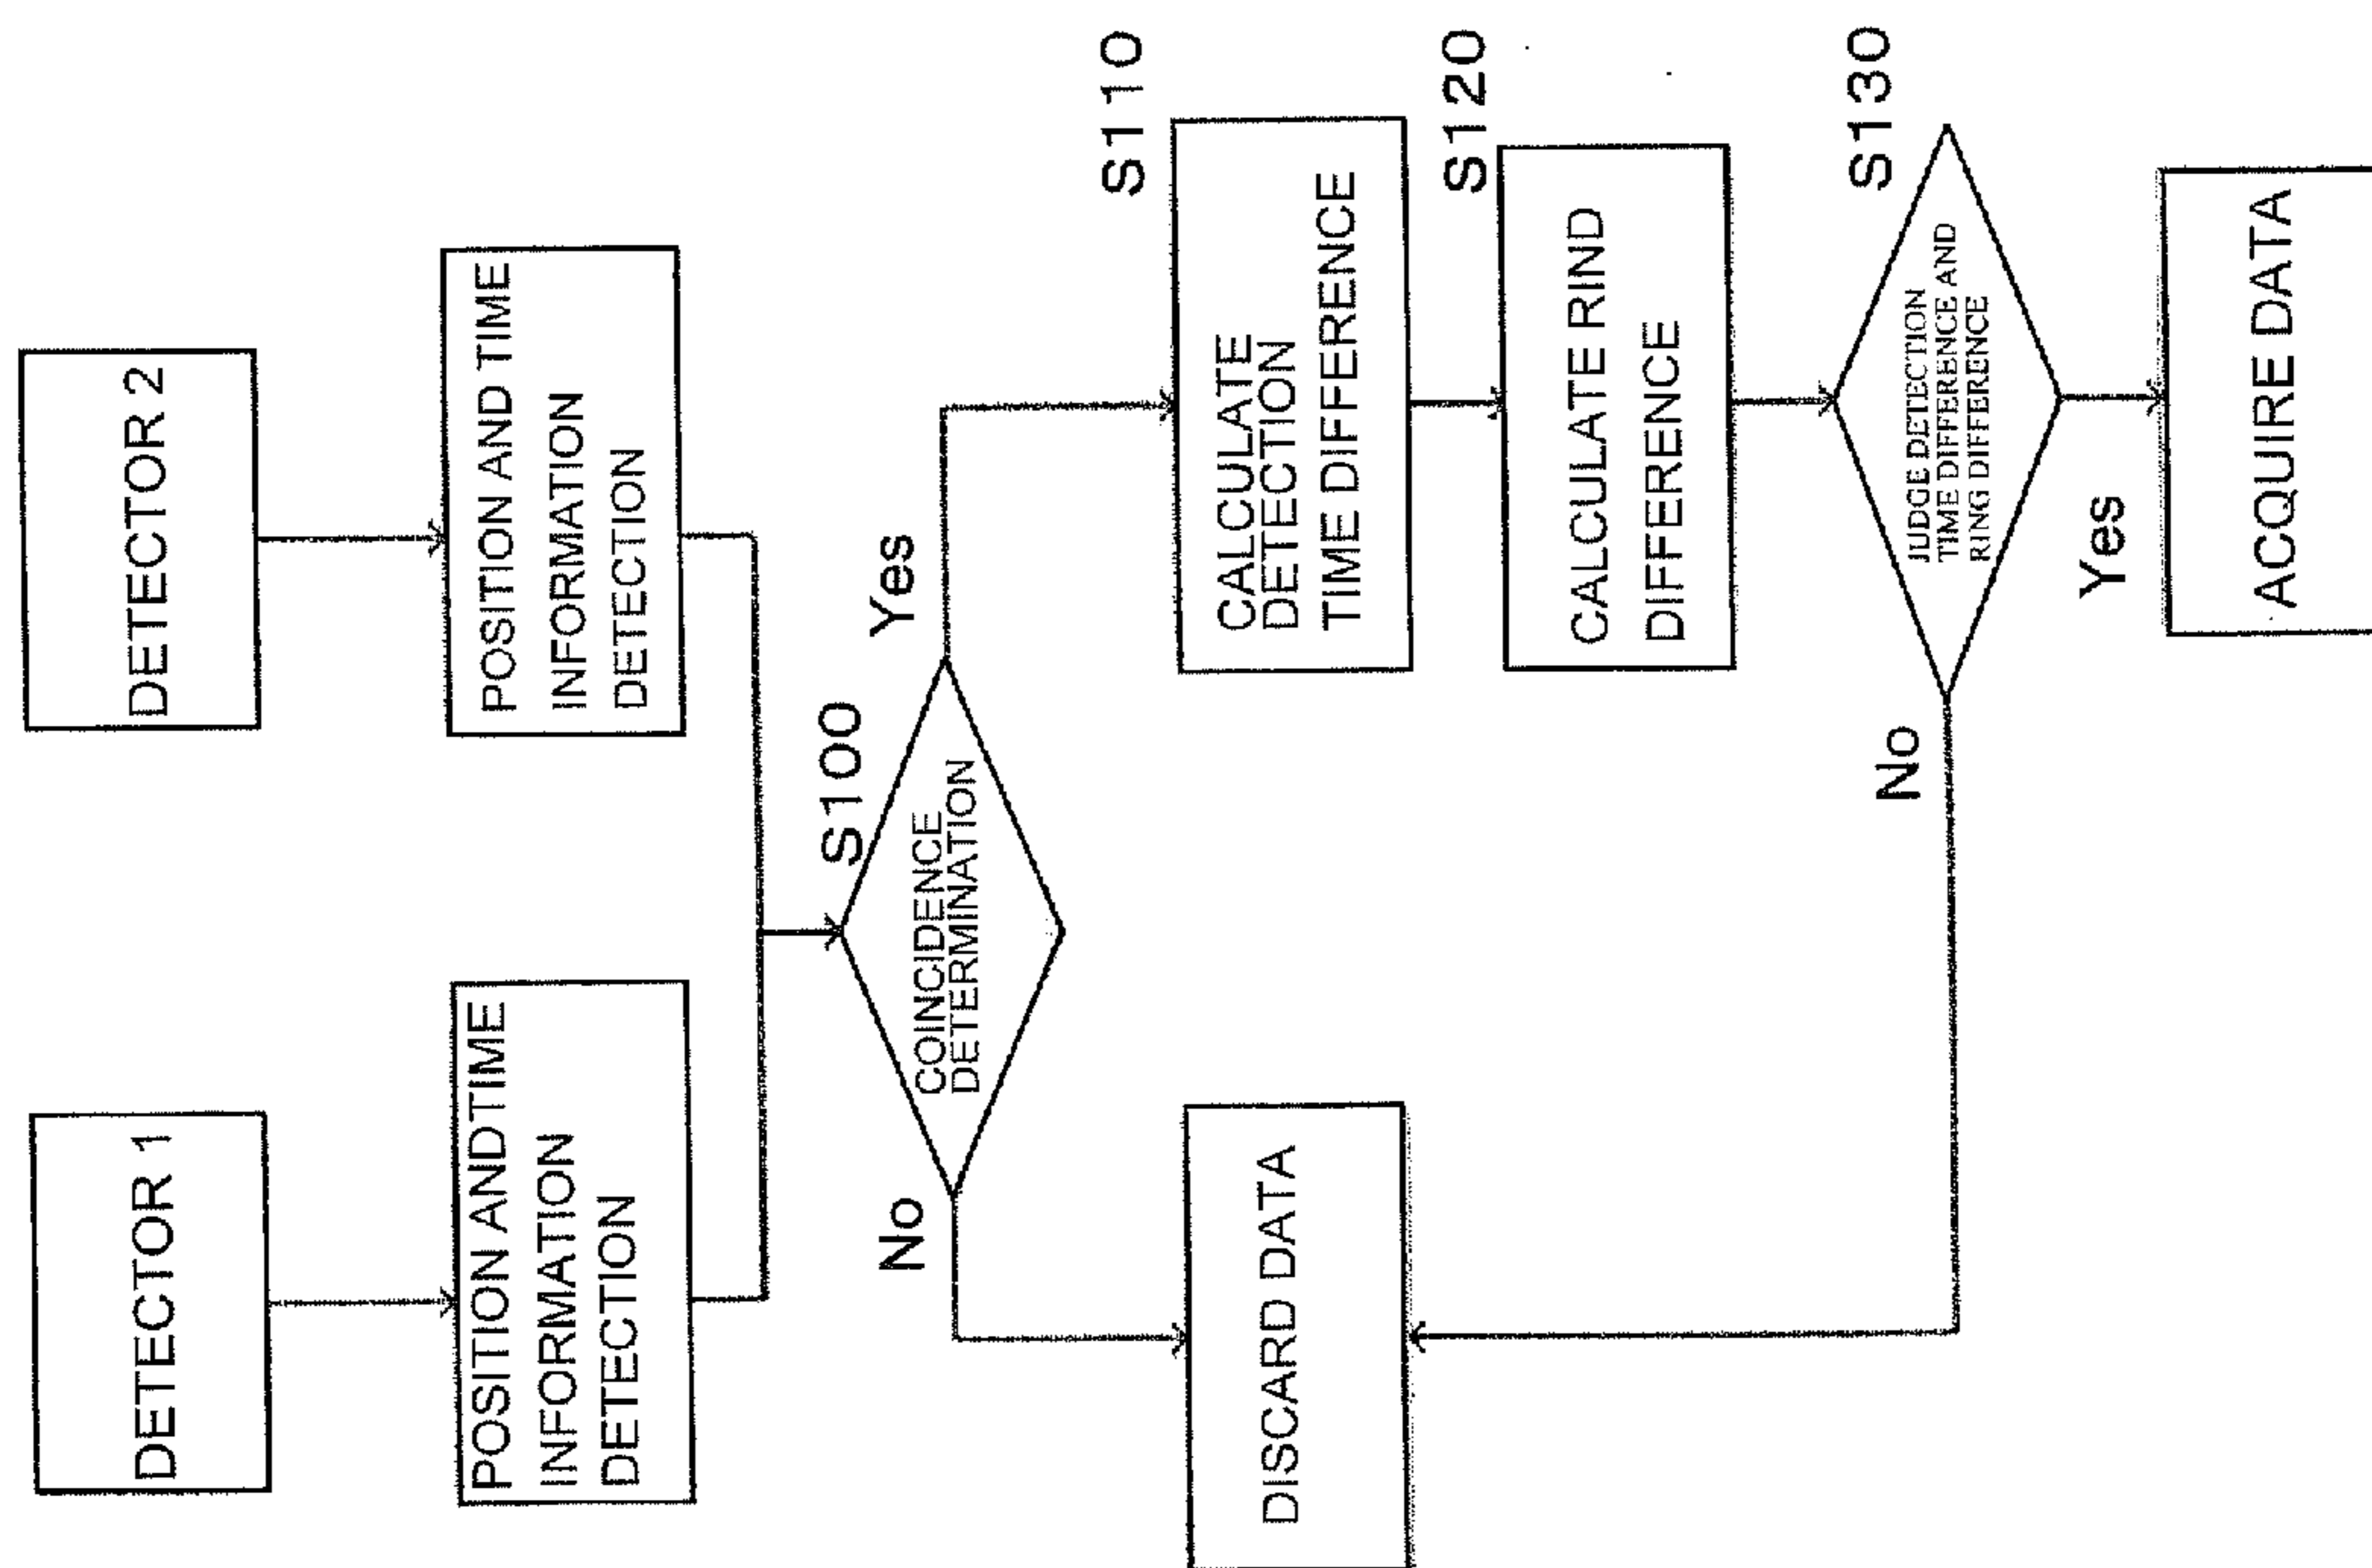 DETECTOR 1
DETECTOR 2
POSITION AND TIME
INFORMATION
DETECTION
POSITION AND TIME
INFORMATION
DETECTION
S100
COINCIDENCE
DETERMINATION
No
Yes
S110
DISCARD DATA
CALCULATE
DETECTION
TIME DIFFERENCE
S120
CALCULATE RIND
DIFFERENCE
S130
JUDGE DETECTION
TIME DIFFERENCE AND
RING DIFFERENCE
No
Yes
ACQUIRE DATA